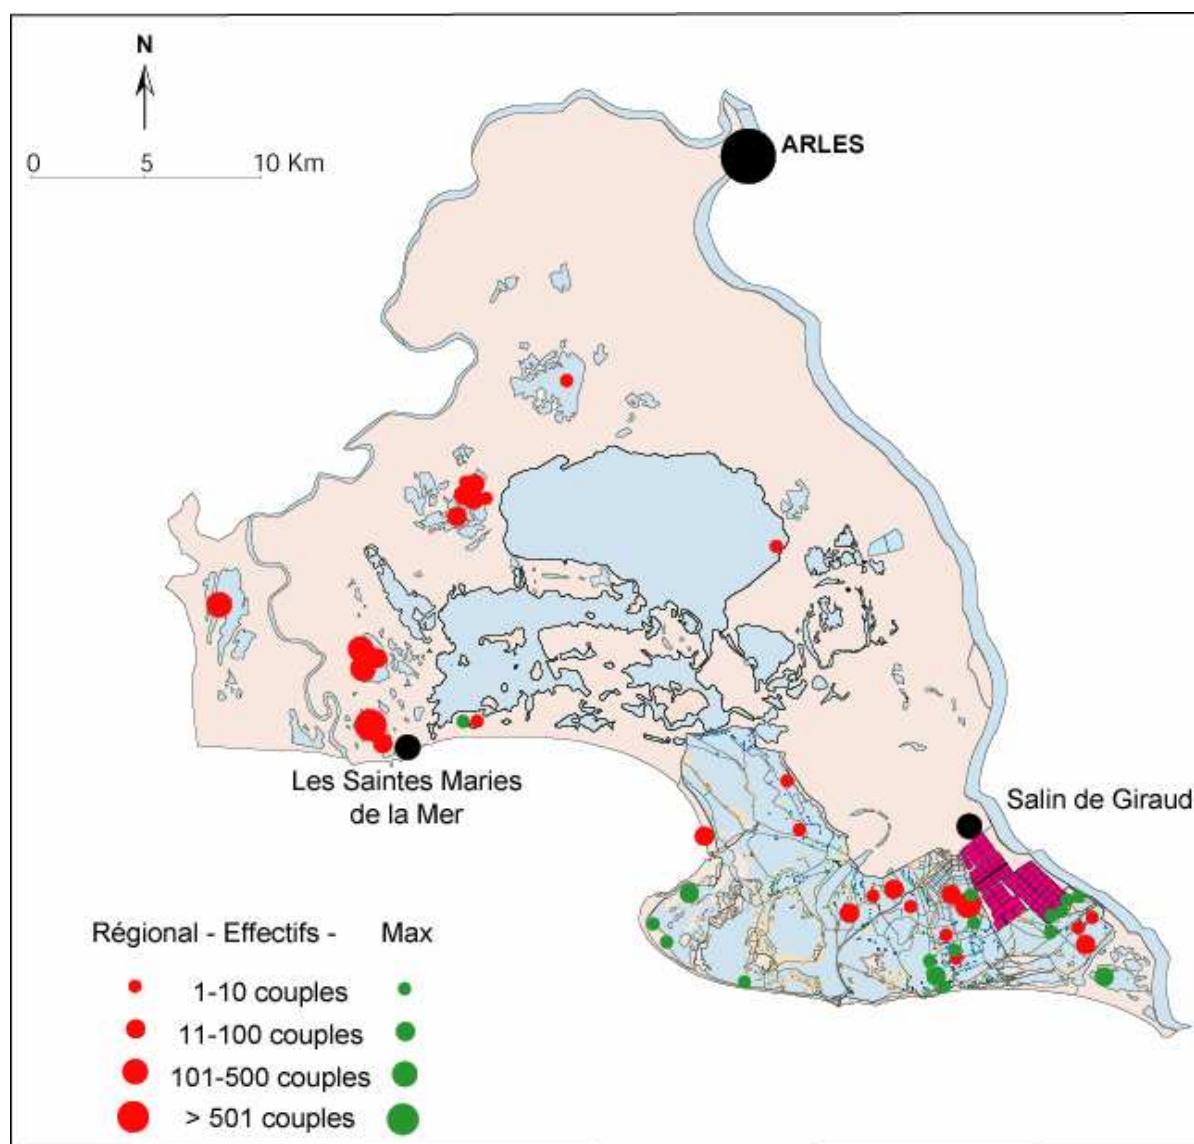 N
ARLES
0 5 10 Km
Les Saintes Maries
de la Mer
Salin de Giraud
Régional - Effectifs - Max
1-10 couples
11-100 couples
101-500 couples
> 501 couples